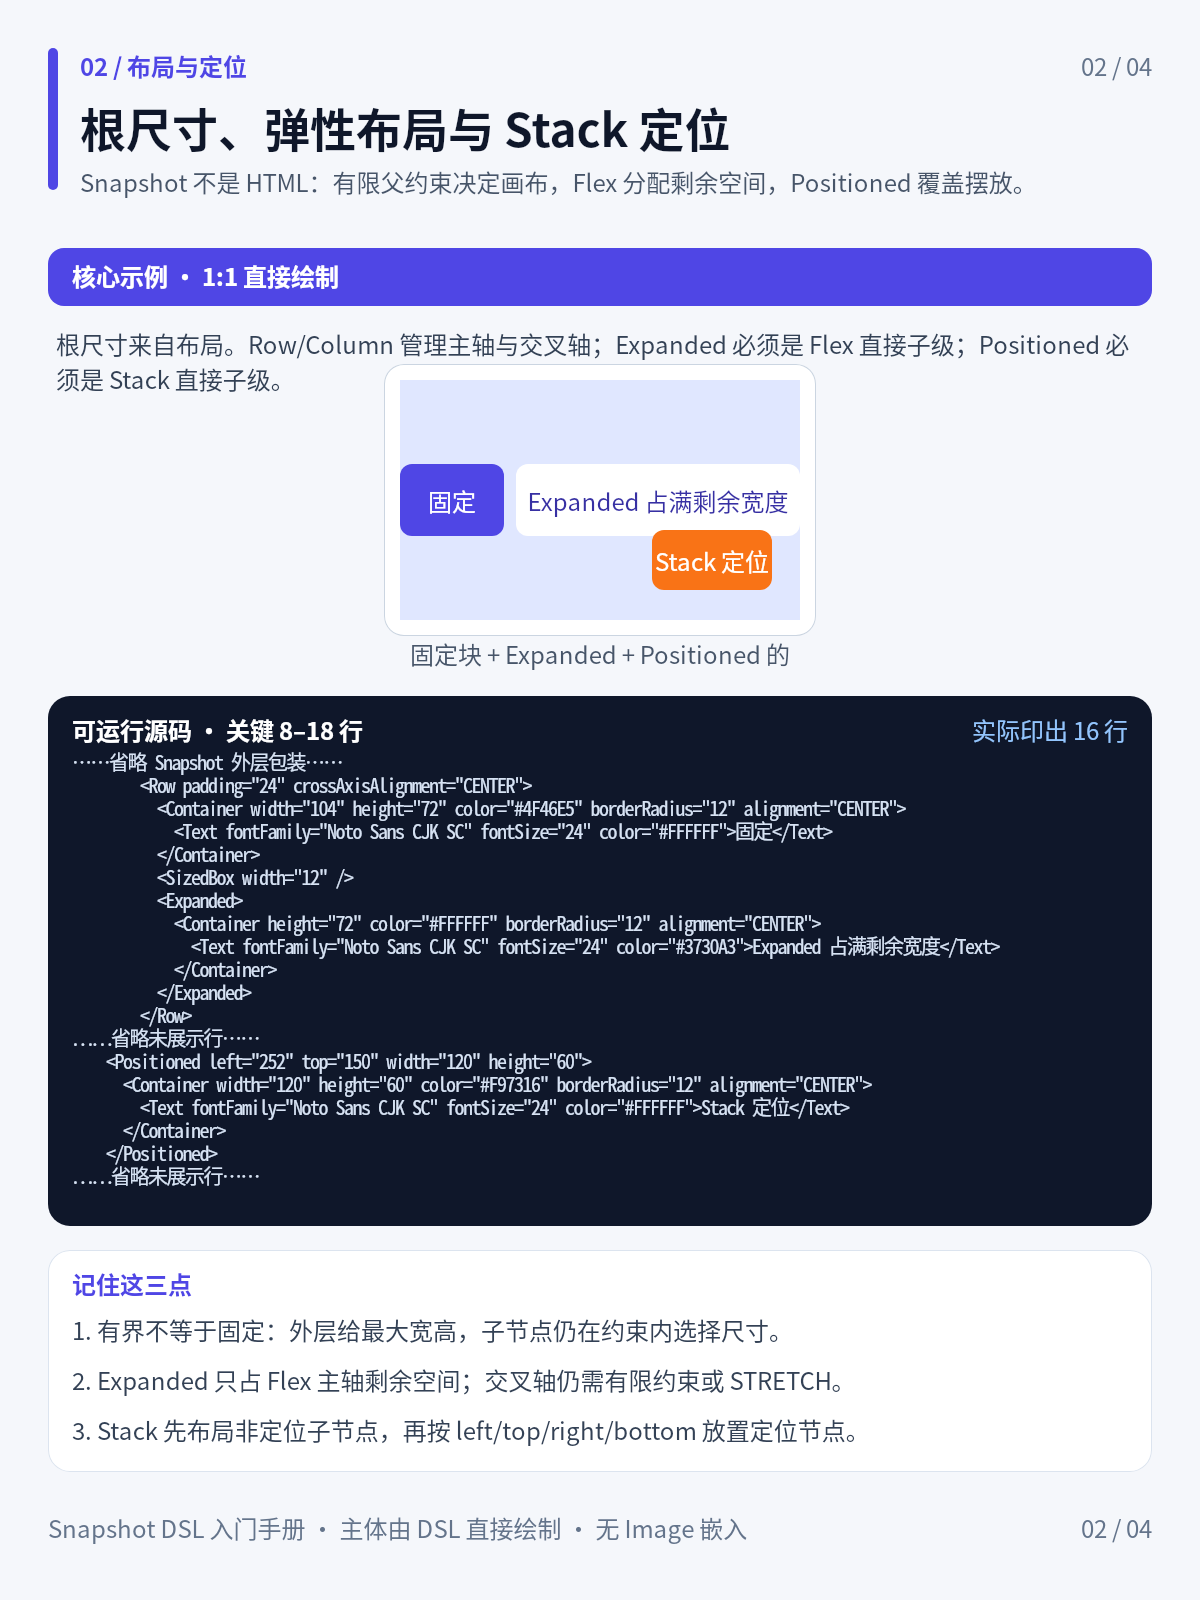 02 / 布局与定位
02 / 04
根尺寸、弹性布局与 Stack 定位
Snapshot 不是 HTML：有限父约束决定画布，Flex 分配剩余空间，Positioned 覆盖摆放。
核心示例 · 1:1 直接绘制
根尺寸来自布局。Row/Column 管理主轴与交叉轴；Expanded 必须是 Flex 直接子级；Positioned 必
须是 Stack 直接子级。
固定
Expanded 占满剩余宽度
Stack 定位
固定块 + Expanded + Positioned 的
可运行源码 · 关键 8–18 行
实际印出 16 行
……省略 Snapshot 外层包装……
        <Row padding="24" crossAxisAlignment="CENTER">
          <Container width="104" height="72" color="#4F46E5" borderRadius="12" alignment="CENTER">
            <Text fontFamily="Noto Sans CJK SC" fontSize="24" color="#FFFFFF">固定</Text>
          </Container>
          <SizedBox width="12" />
          <Expanded>
            <Container height="72" color="#FFFFFF" borderRadius="12" alignment="CENTER">
              <Text fontFamily="Noto Sans CJK SC" fontSize="24" color="#3730A3">Expanded 占满剩余宽度</Text>
            </Container>
          </Expanded>
        </Row>
……省略未展示行……
    <Positioned left="252" top="150" width="120" height="60">
      <Container width="120" height="60" color="#F97316" borderRadius="12" alignment="CENTER">
        <Text fontFamily="Noto Sans CJK SC" fontSize="24" color="#FFFFFF">Stack 定位</Text>
      </Container>
    </Positioned>
……省略未展示行……
记住这三点
1. 有界不等于固定：外层给最大宽高，子节点仍在约束内选择尺寸。
2. Expanded 只占 Flex 主轴剩余空间；交叉轴仍需有限约束或 STRETCH。
3. Stack 先布局非定位子节点，再按 left/top/right/bottom 放置定位节点。
Snapshot DSL 入门手册 · 主体由 DSL 直接绘制 · 无 Image 嵌入
02 / 04